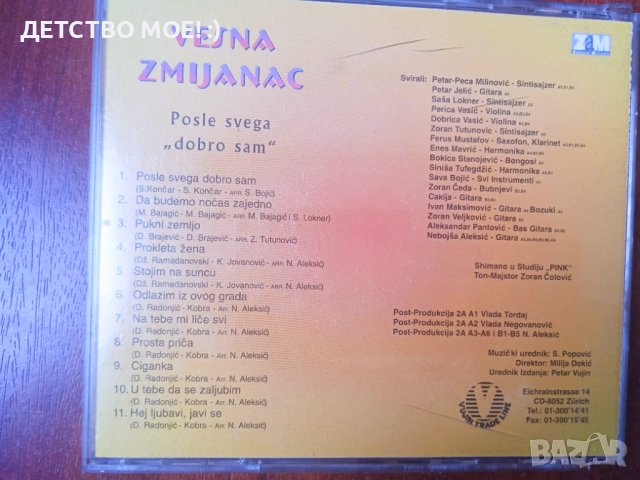 ДЕТСТВО МОЕ!:)
VESNA
ZMIJANAC
Posle svega
„dobro sam“
1. Posle svega dobro sam
(S.Končar - S. Končar - ARR. S. Bojić)
2. Da budemo noćas zajedno
(M. Bajagić - M. Bajagić - ARR. M. Bajagić i S. Lokner)
3. Pukni zemljo
(D. Brajević - D. Brajević - ARR. Z. Tutunović)
4. Prokleta žena
(Dž. Ramadanovski - K. Jovanović - ARR. N. Aleksić)
5. Stojim na suncu
(Dž. Ramadanovski - K. Jovanović - ARR. N. Aleksić)
6. Odlazim iz ovog grada
(D. Radonjić - Kobra - Arr. N. Aleksić)
7. Na tebe mi liče svi
(D. Radonjić - Kobra - Arr. N. Aleksić)
8. Prosta priča
(D. Radonjić - Kobra - Arr. N. Aleksić)
9. Ciganka
(D. Radonjić - Kobra - Arr. N. Aleksić)
10. U tebe da se zaljubim
(D. Radonjić - Kobra - Arr. N. Aleksić)
11. Hej ljubavi, javi se
(D. Radonjić - Kobra - Arr. N. Aleksić)
ZAM
Svirali: Petar-Peca Milinović - Sintisajzer
Petar Jelić - Gitara
Saša Lokner - Sintisajzer
Perica Vasić - Violina
Dobrica Vasić - Violina
Zoran Tutunovic - Sintisajzer
Ferus Mustafov - Saxofon, Klarinet
Enes Mavrić - Harmonika
Bokica Stanojević - Bongosi
Siniša Tufegdžić - Harmonika
Sava Bojić - Svi Instrumenti
Zoran Čeda - Bubnjevi
Cakija - Gitara
Ivan Maksimović - Gitara Bozuki
Zoran Veljković - Gitara
Aleksandar Pantović - Bas Gitara
Nebojša Aleksić - Gitara
Shimano u Studiju „PINK“
Ton-Majstor Zoran Čolović
Post-Produkcija 2A A1 Vlada Tordaj
Post-Produkcija 2A A2 Vlada Negovanović
Post-Produkcija 2A A3-A6 i B1-B5 N. Aleksić
Muzički urednik: S. Popović
Direktor: Milija Dokić
Urednik Izdanja: Petar Vujin
VUJIN TRADE LINE
Eichrainstrasse 14
CD-8052 Zürich
Tel.: 01-300'14'41
Fax: 01-300'15'45
BAZAR